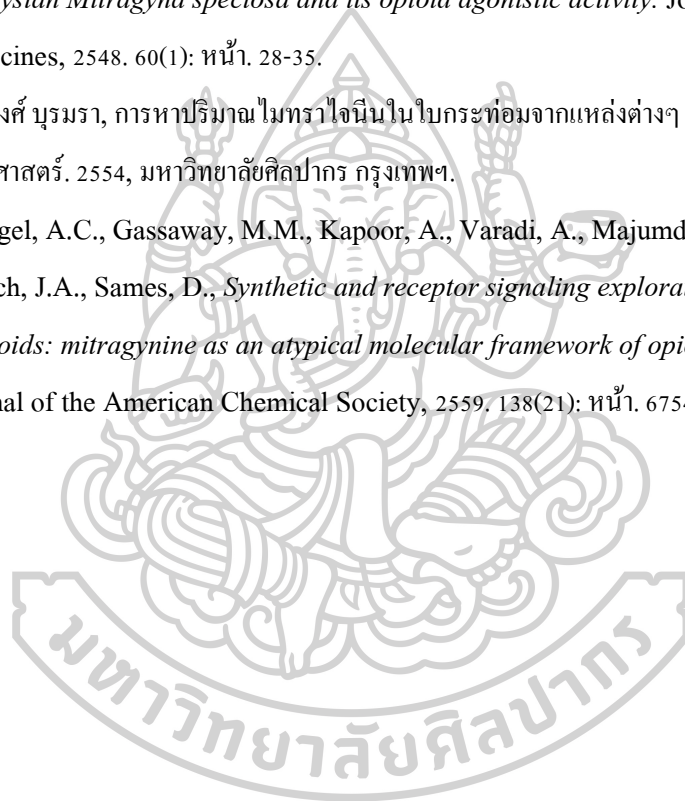 ysian Mitragyna speciosa and its opioid agonistic activity. Jo
cines, 2548. 60(1): หน้า. 28-35.
งศ์ บุรมรา, การหาปริมาณไมทราไจนีนในใบกระท่อมจากแหล่งต่างๆ
ศาสตร์. 2554, มหาวิทยาลัยศิลปากร กรุงเทพฯ.
gel, A.C., Gassaway, M.M., Kapoor, A., Varadi, A., Majumd
ch, J.A., Sames, D., Synthetic and receptor signaling explora
oids: mitragynine as an atypical molecular framework of opi
nal of the American Chemical Society, 2559. 138(21): หน้า. 6754
มหาวิทยาลัยศิลปากร